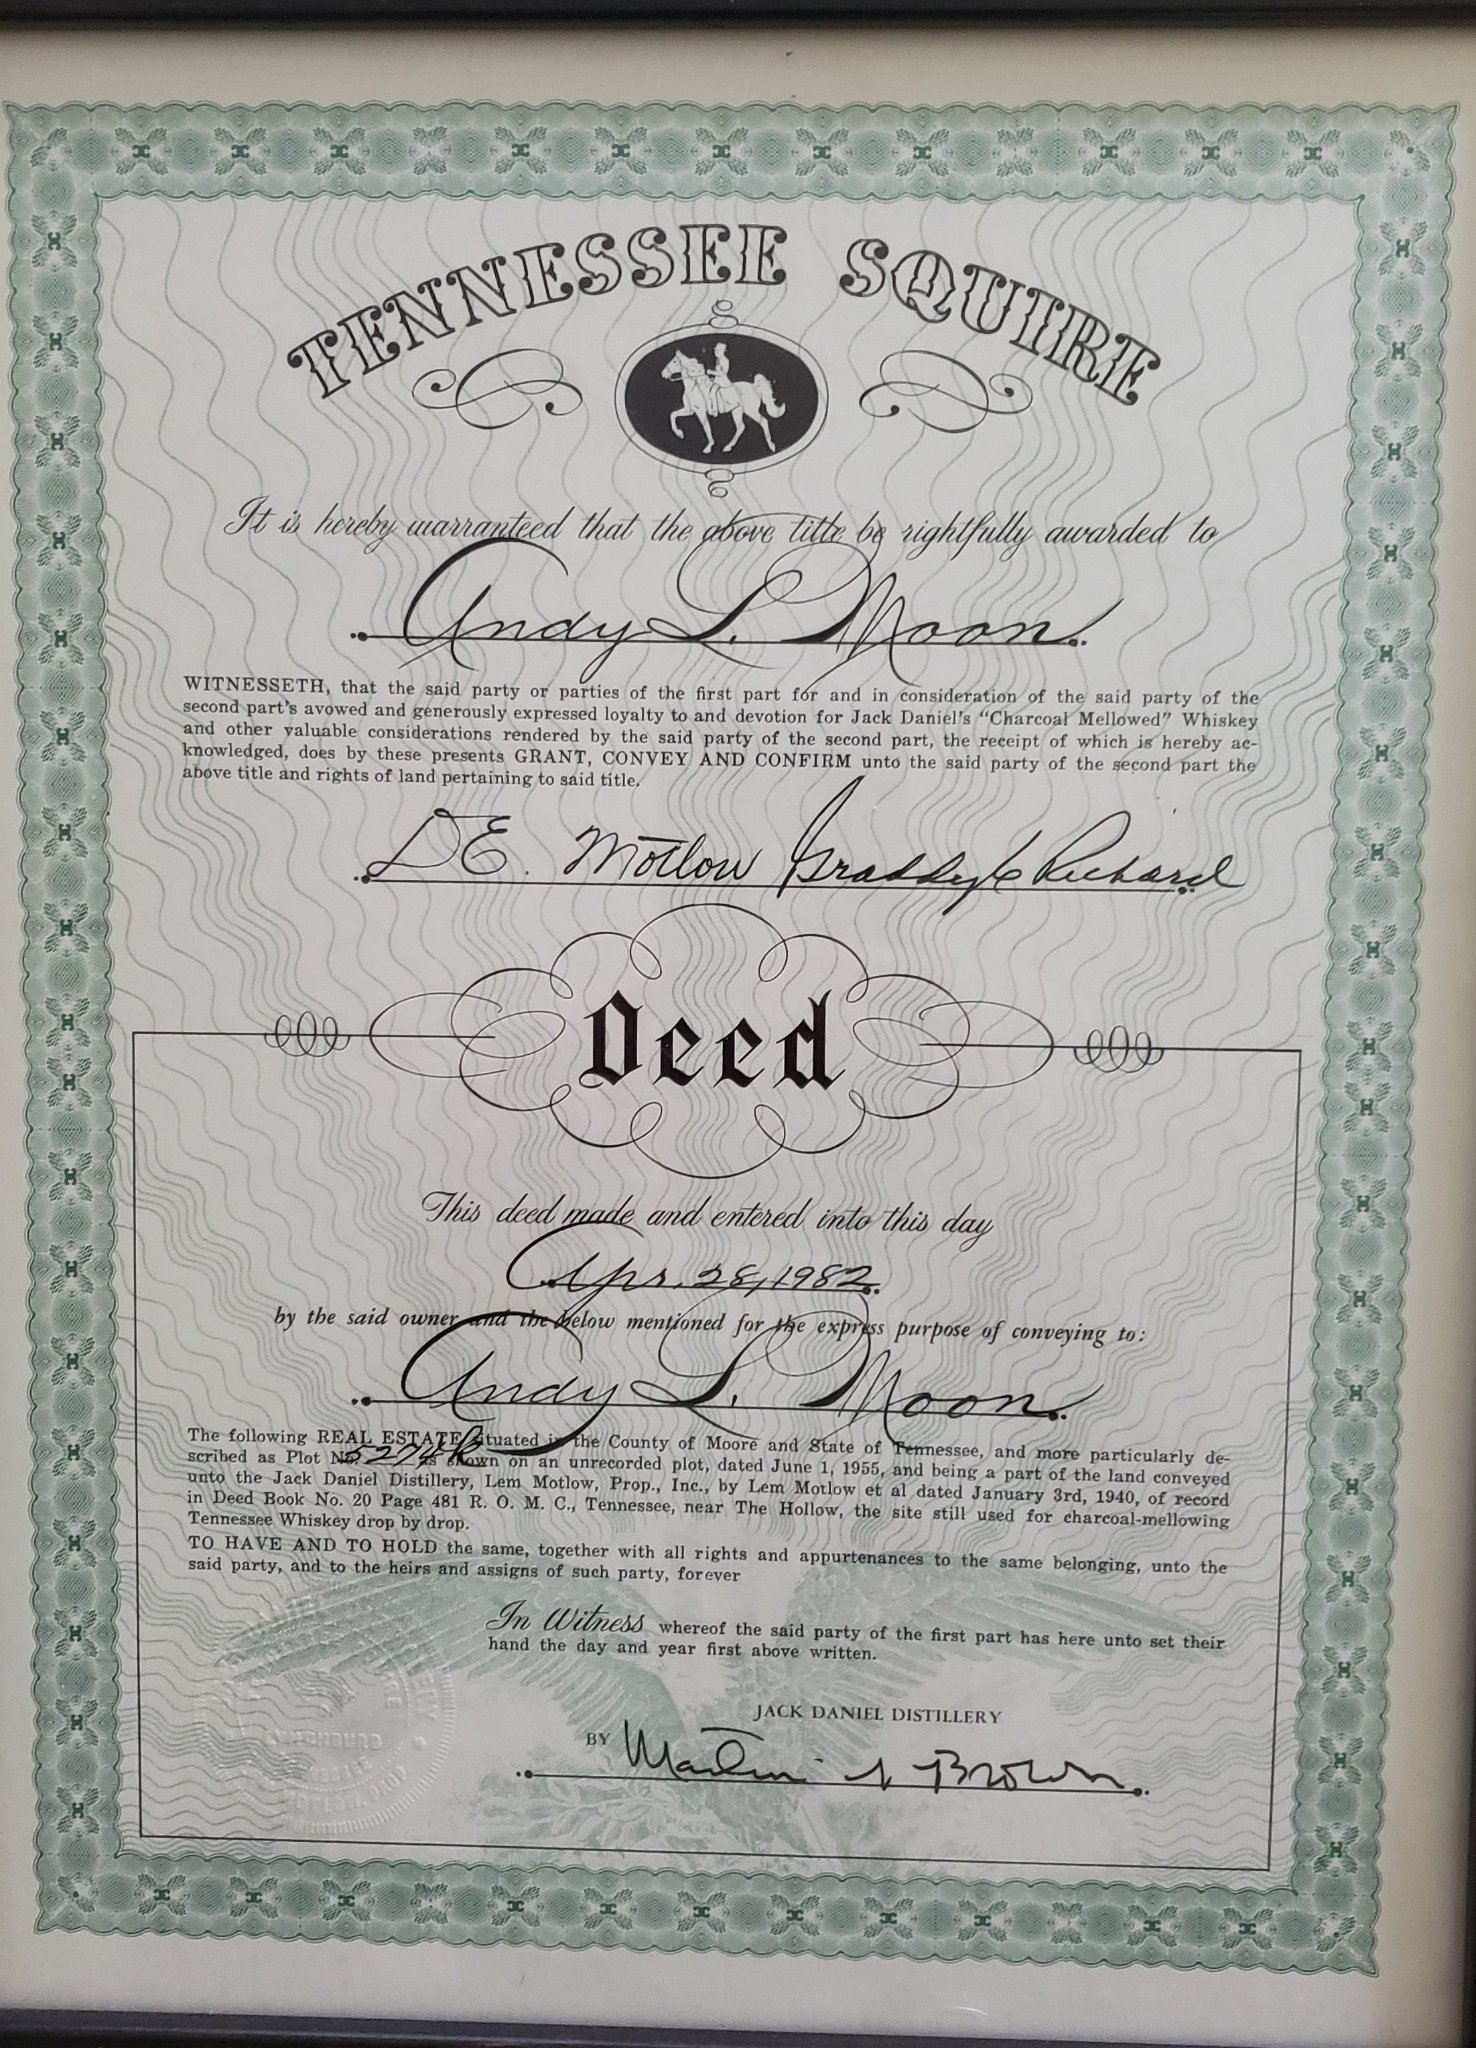 TENNESSEE SQUIRE
It is hereby warranteed that the above title be rightfully awarded to
Andy L. Moon
WITNESSETH, that the said party or parties of the first part for and in consideration of the said party of the
second part's avowed and generously expressed loyalty to and devotion for Jack Daniel's “Charcoal Mellowed” Whiskey
and other valuable considerations rendered by the said party of the second part, the receipt of which is hereby ac-
knowledged, does by these presents GRANT, CONVEY AND CONFIRM unto the said party of the second part the
above title and rights of land pertaining to said title.
DE. Motlow Richard
Deed
This deed made and entered into this day
Apr. 28, 1982
by the said owner and the below mentioned for the express purpose of conveying to:
Andy L. Moon
The following REAL ESTATE situated in the County of Moore and State of Tennessee, and more particularly de-
scribed as Plot No. as shown on an unrecorded plot, dated June 1, 1955, and being a part of the land conveyed
unto the Jack Daniel Distillery, Lem Motlow, Prop., Inc., by Lem Motlow et al dated January 3rd, 1940, of record
in Deed Book No. 20 Page 481 R. O. M. C., Tennessee, near The Hollow, the site still used for charcoal-mellowing
Tennessee Whiskey drop by drop.
TO HAVE AND TO HOLD the same, together with all rights and appurtenances to the same belonging, unto the
said party, and to the heirs and assigns of such party, forever
In Witness whereof the said party of the first part has here unto set their
hand the day and year first above written.
JACK DANIEL DISTILLERY
BY Martin Brown
LYNCHBURG